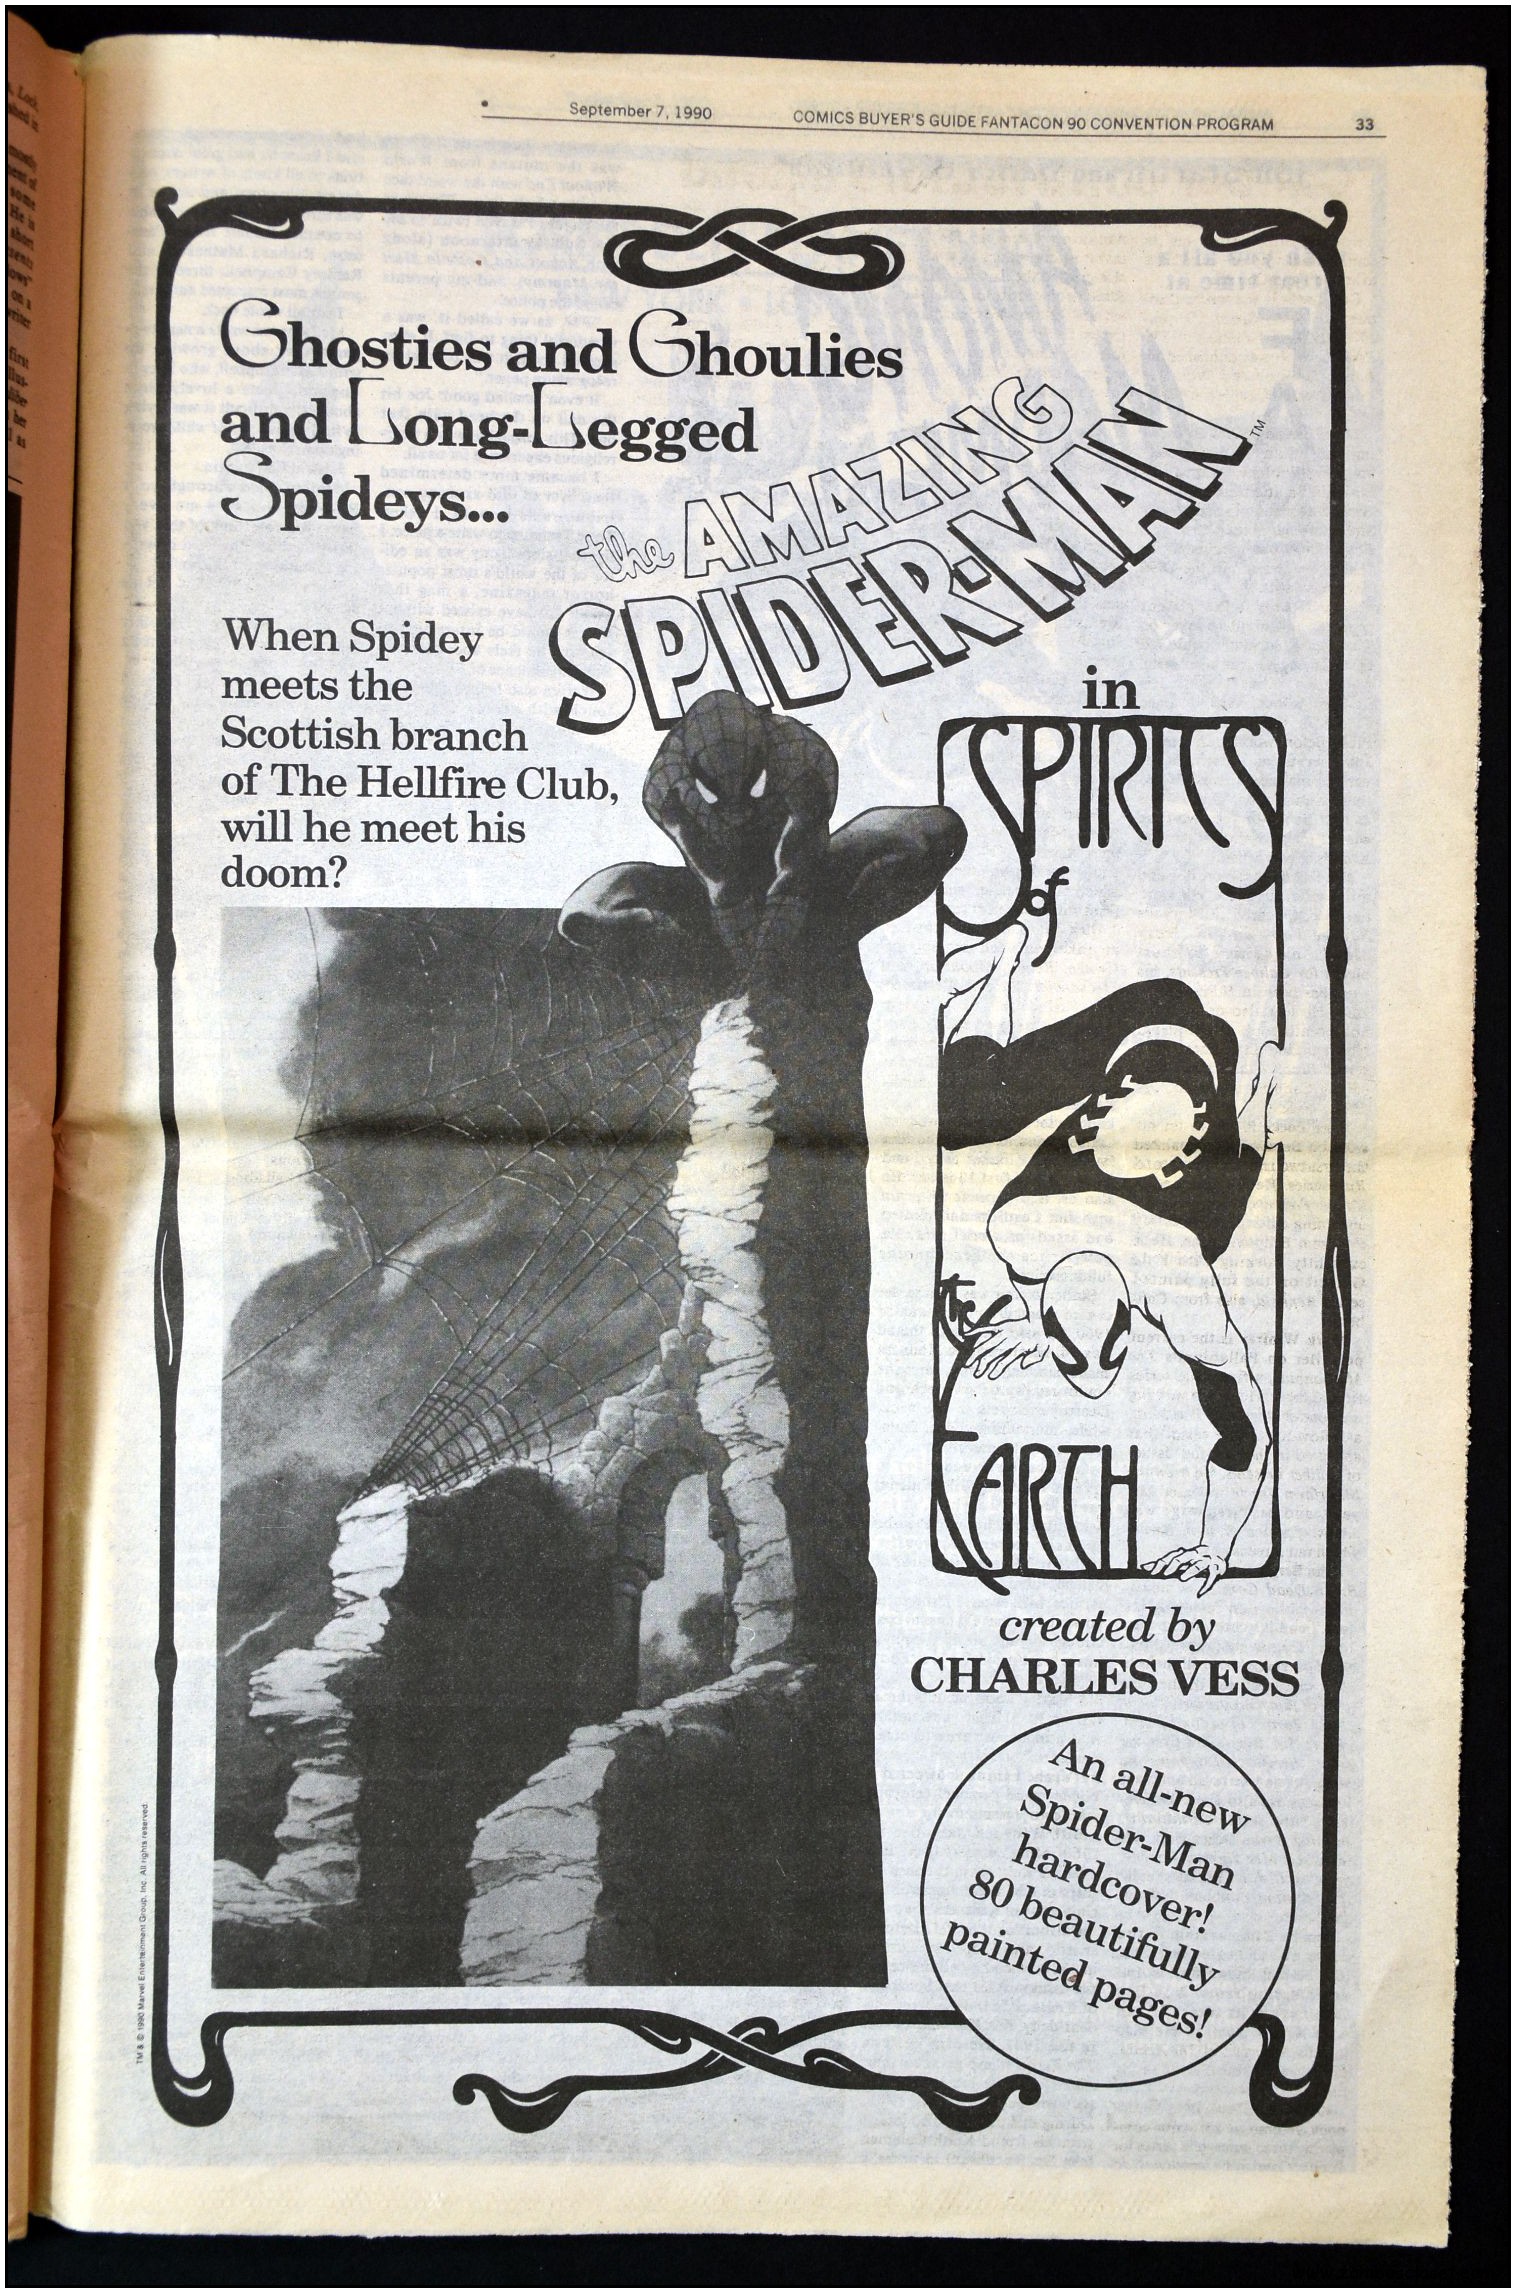 September 7, 1990 COMICS BUYER'S GUIDE FANTACON 90 CONVENTION PROGRAM 33
Ghosties and Ghoulies
and Long-Legged
Spideys...
the AMAZING
SPIDER-MAN TM
When Spidey
meets the
Scottish branch
of The Hellfire Club,
will he meet his
doom?
in
SPIRITS
of
the
EARTH
created by
CHARLES VESS
An all-new
Spider-Man
hardcover!
80 beautifully
painted pages!
TM & © 1990 Marvel Entertainment Group, Inc. All rights reserved.